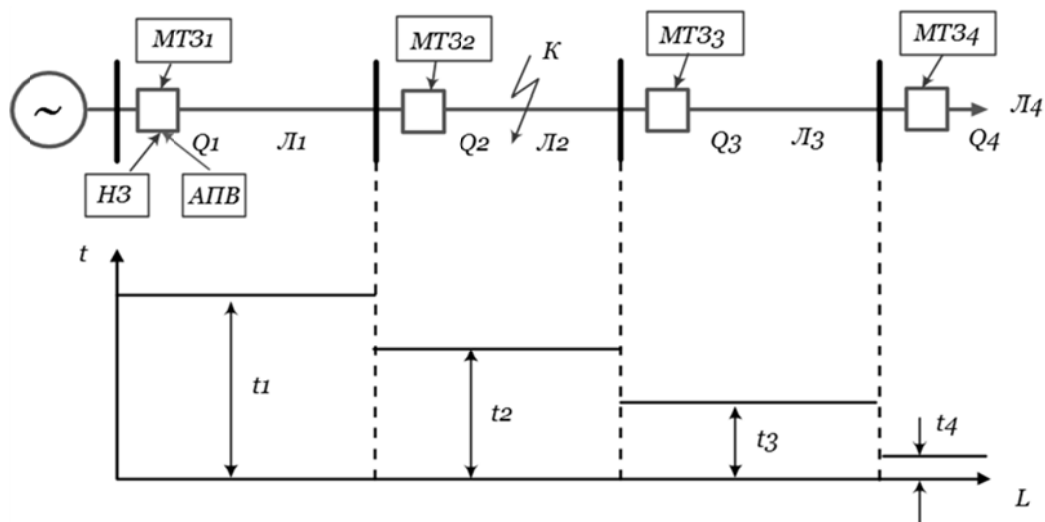 МТЗ1
МТЗ2
К
МТЗ3
МТЗ4
~
Q1
Л1
Q2
Л2
Q3
Л3
Q4
Л4
НЗ
АПВ
t
t1
t2
t3
t4
L